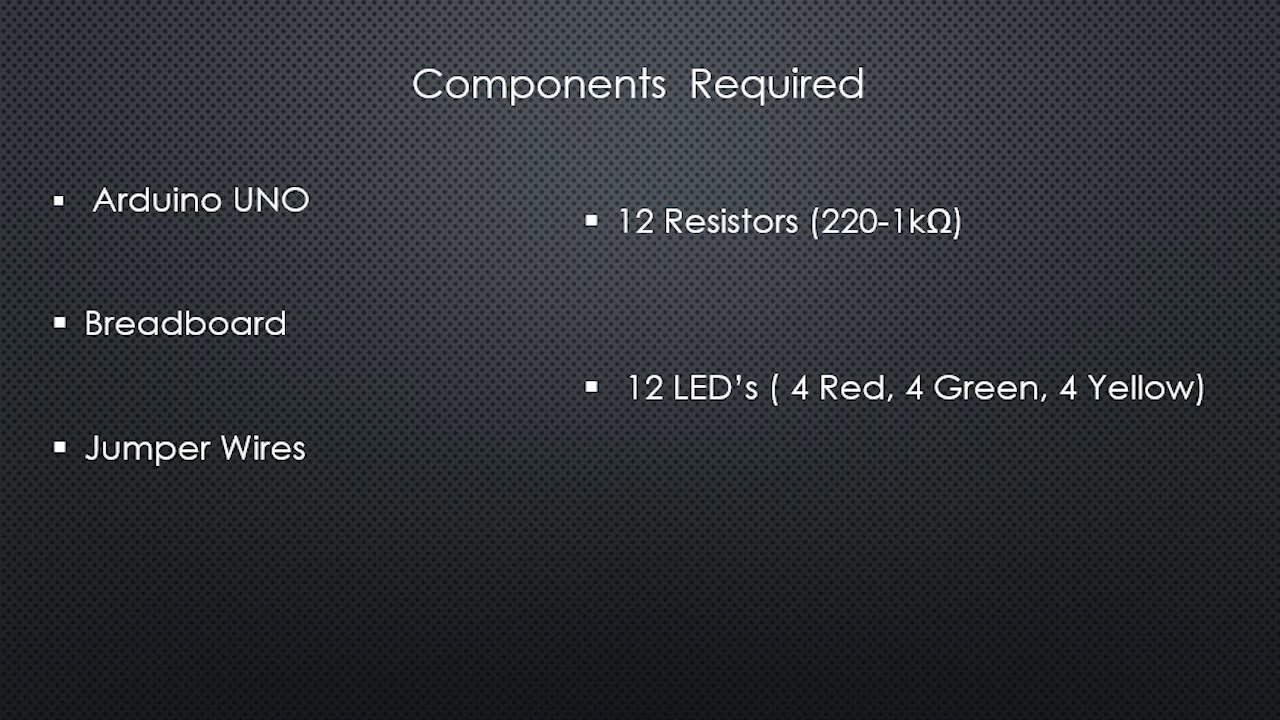 Components Required
▪ Arduino UNO
▪ Breadboard
▪ Jumper Wires
▪ 12 Resistors (220-1kΩ)
▪ 12 LED’s ( 4 Red, 4 Green, 4 Yellow)